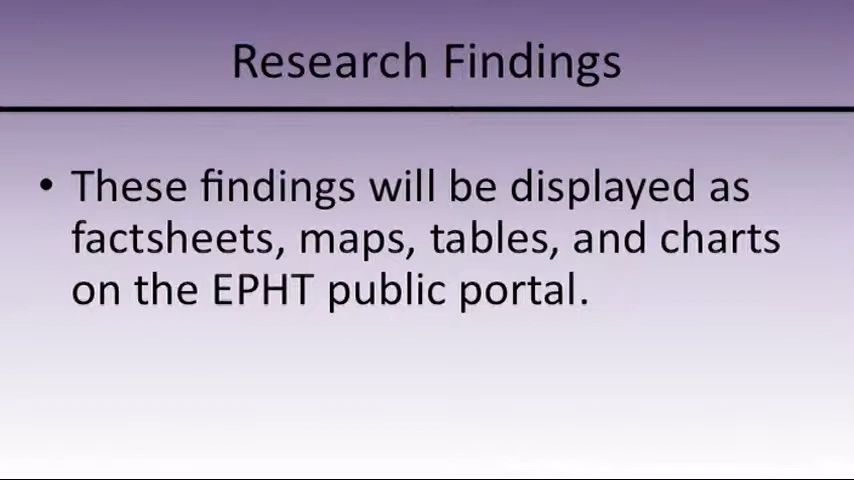 Research Findings
• These findings will be displayed as
factsheets, maps, tables, and charts
on the EPHT public portal.